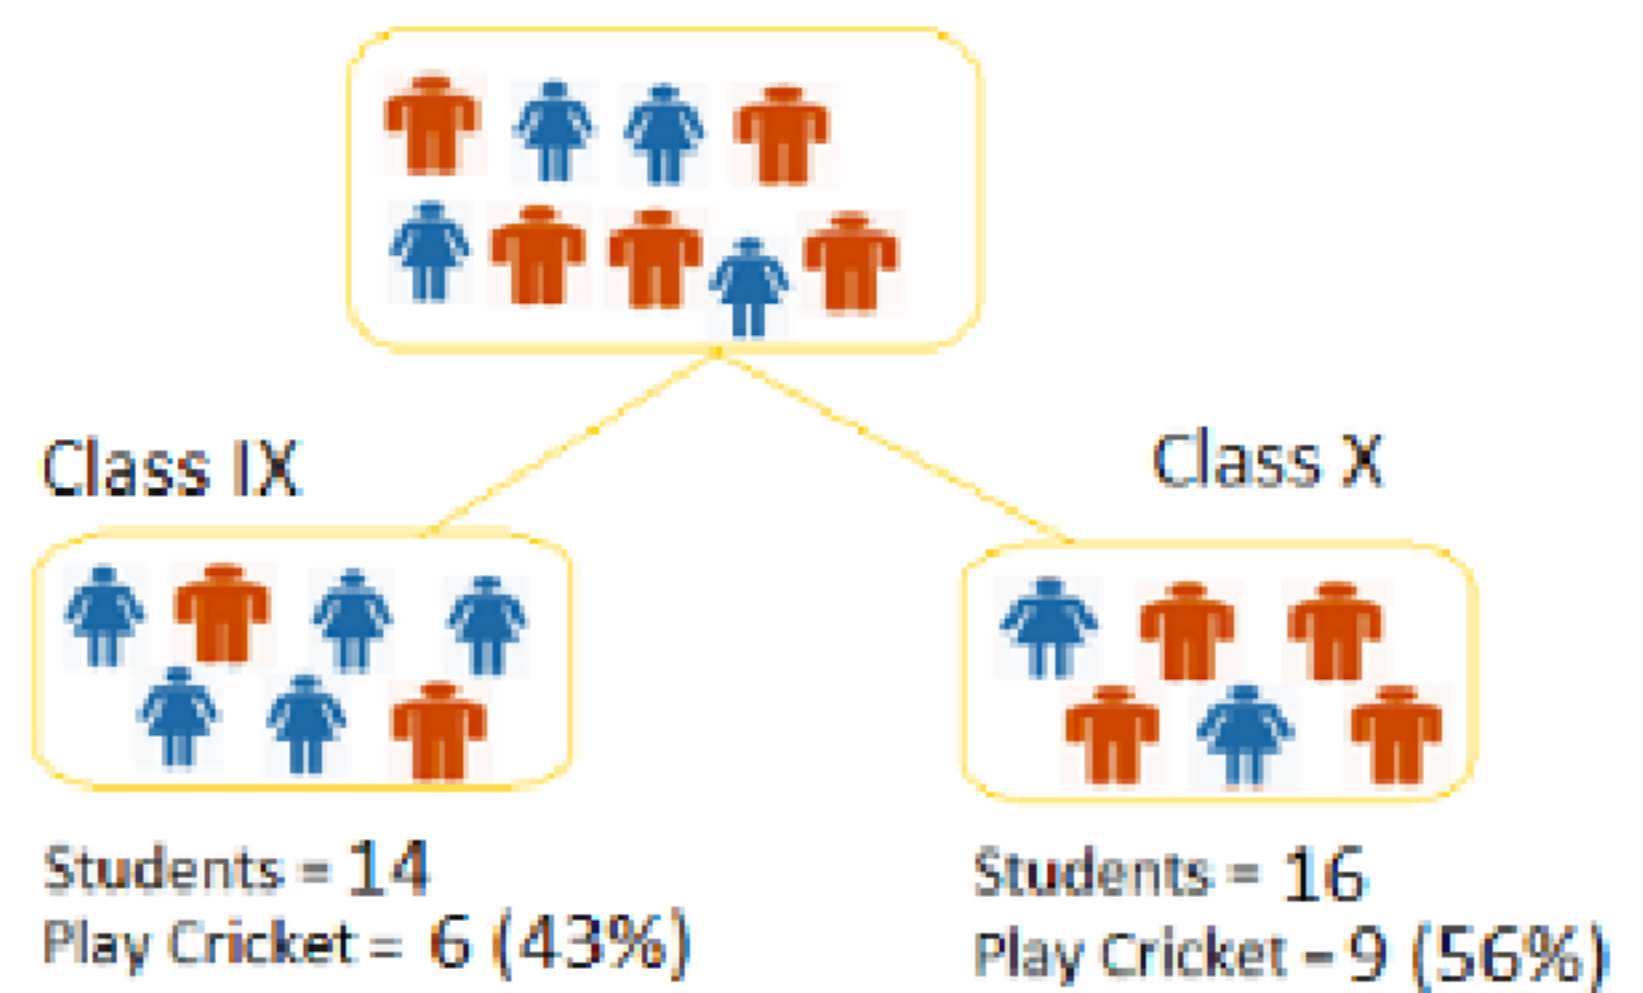 Class IX
Class X
Students = 14
Play Cricket = 6 (43%)
Students = 16
Play Cricket – 9 (56%)